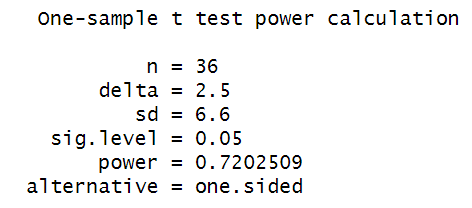 One-sample t test power calculation
n = 36
delta = 2.5
sd = 6.6
sig.level = 0.05
power = 0.7202509
alternative = one.sided